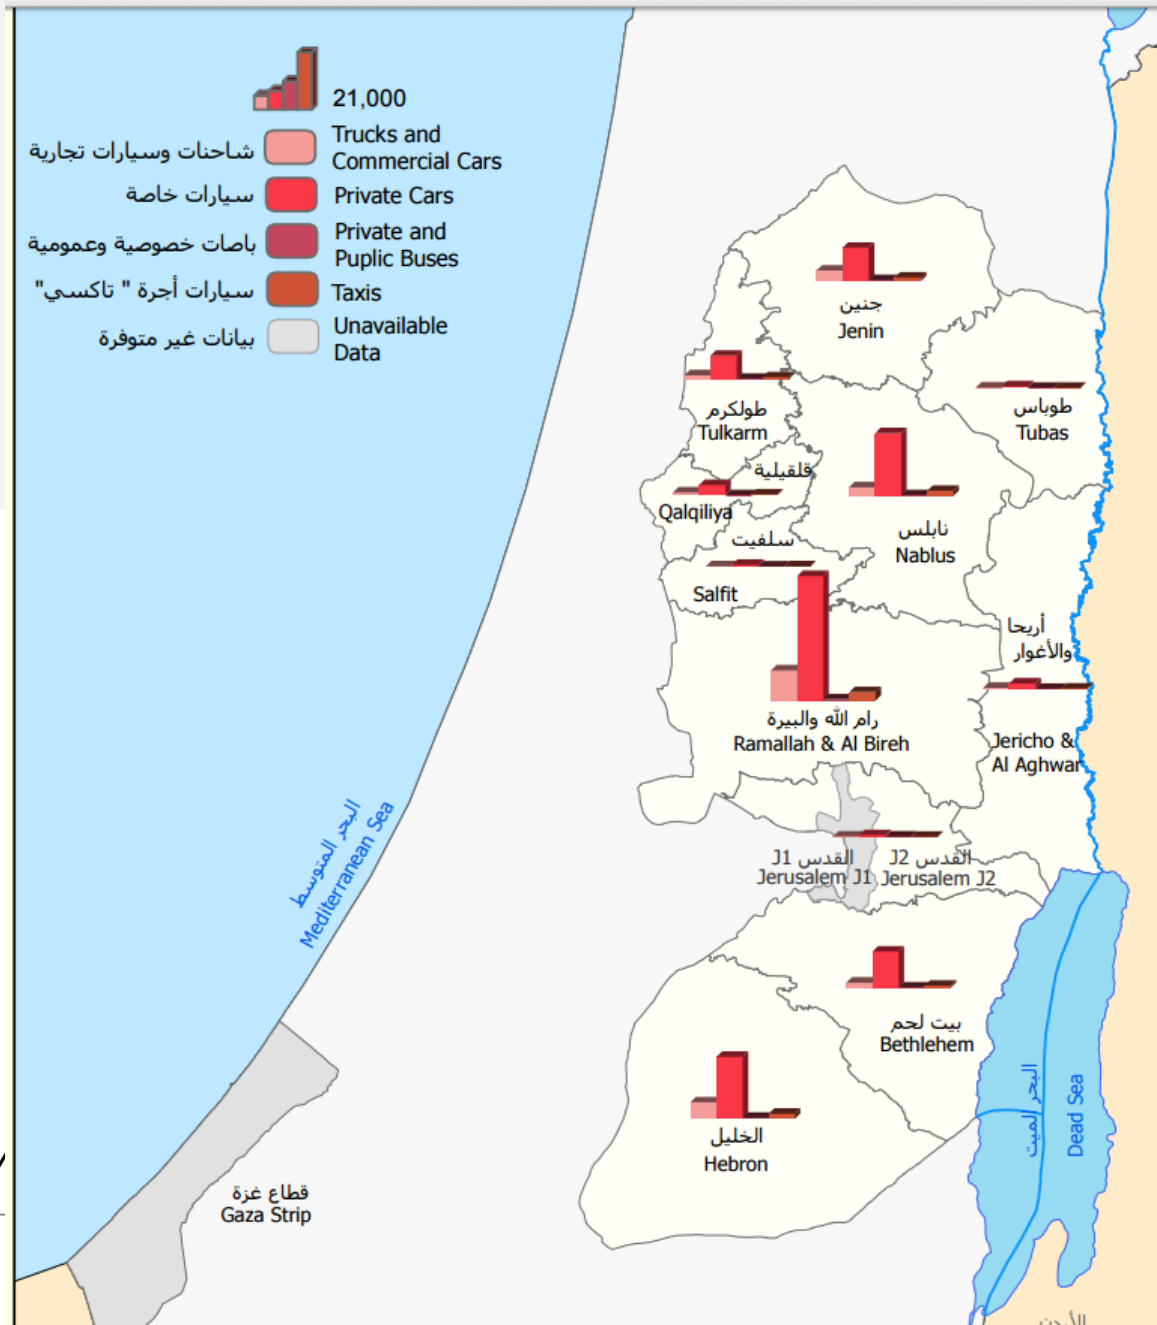 21,000
شاحنات وسيارات تجارية
Trucks and
Commercial Cars
سيارات خاصة
Private Cars
باصات خصوصية وعمومية
Private and
Puplic Buses
سيارات أجرة " تاكسي"
Taxis
بيانات غير متوفرة
Unavailable
Data
جنين
Jenin
طوباس
Tubas
طولكرم
Tulkarm
قلقيلية
Qalqiliya
نابلس
Nablus
سلفيت
Salfit
أريحا
والأغوار
Jericho &
Al Aghwar
رام الله والبيرة
Ramallah & Al Bireh
القدس J1
Jerusalem J1
القدس J2
Jerusalem J2
البحر المتوسط
Mediterranean Sea
بيت لحم
Bethlehem
البحر الميت
Dead Sea
الخليل
Hebron
قطاع غزة
Gaza Strip
الأردن